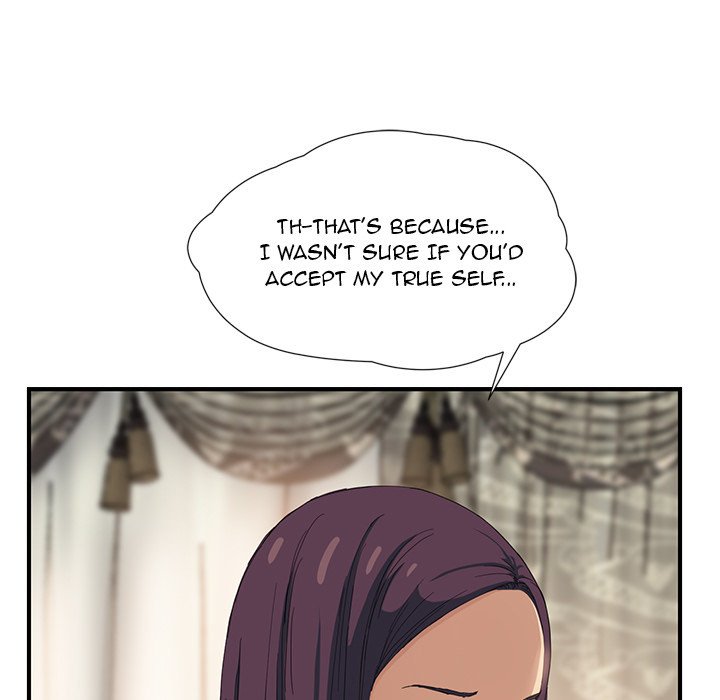 TH-THAT'S BECAUSE...
I WASN'T SURE IF YOU'D
ACCEPT MY TRUE SELF...